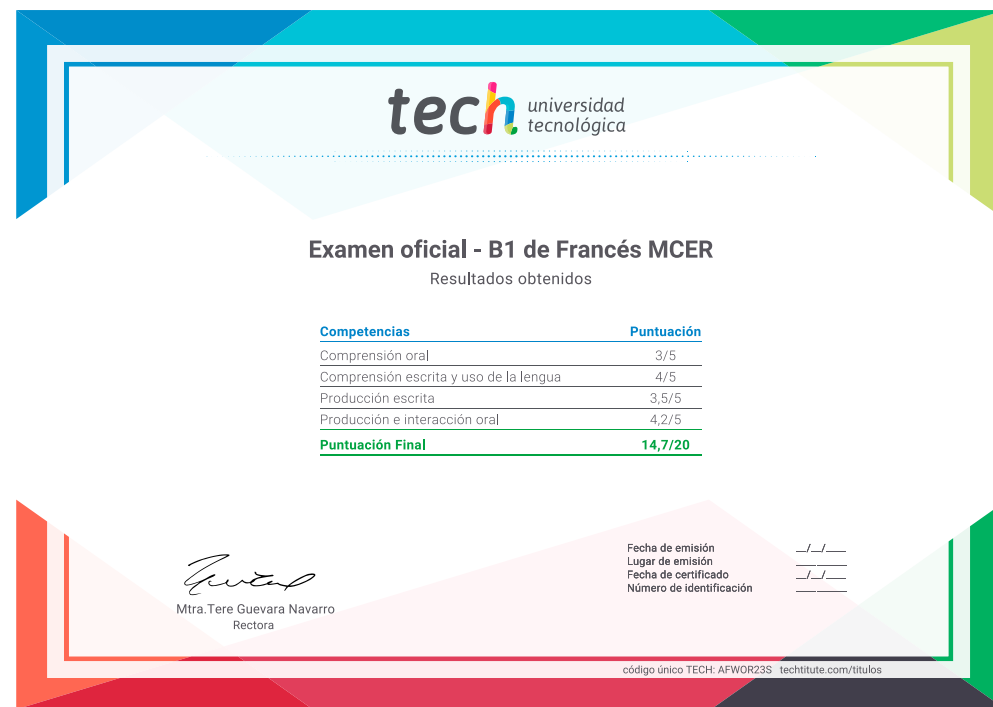 tech universidad
tecnológica
Examen oficial - B1 de Francés MCER
Resultados obtenidos
Competencias Puntuación
Comprensión oral 3/5
Comprensión escrita y uso de la lengua 4/5
Producción escrita 3,5/5
Producción e interacción oral 4,2/5
Puntuación Final 14,7/20
Fecha de emisión __/__/____
Lugar de emisión ________
Fecha de certificado __/__/____
Número de identificación ________
Mtra.Tere Guevara Navarro
Rectora
código único TECH: AFWOR23S techtitute.com/titulos